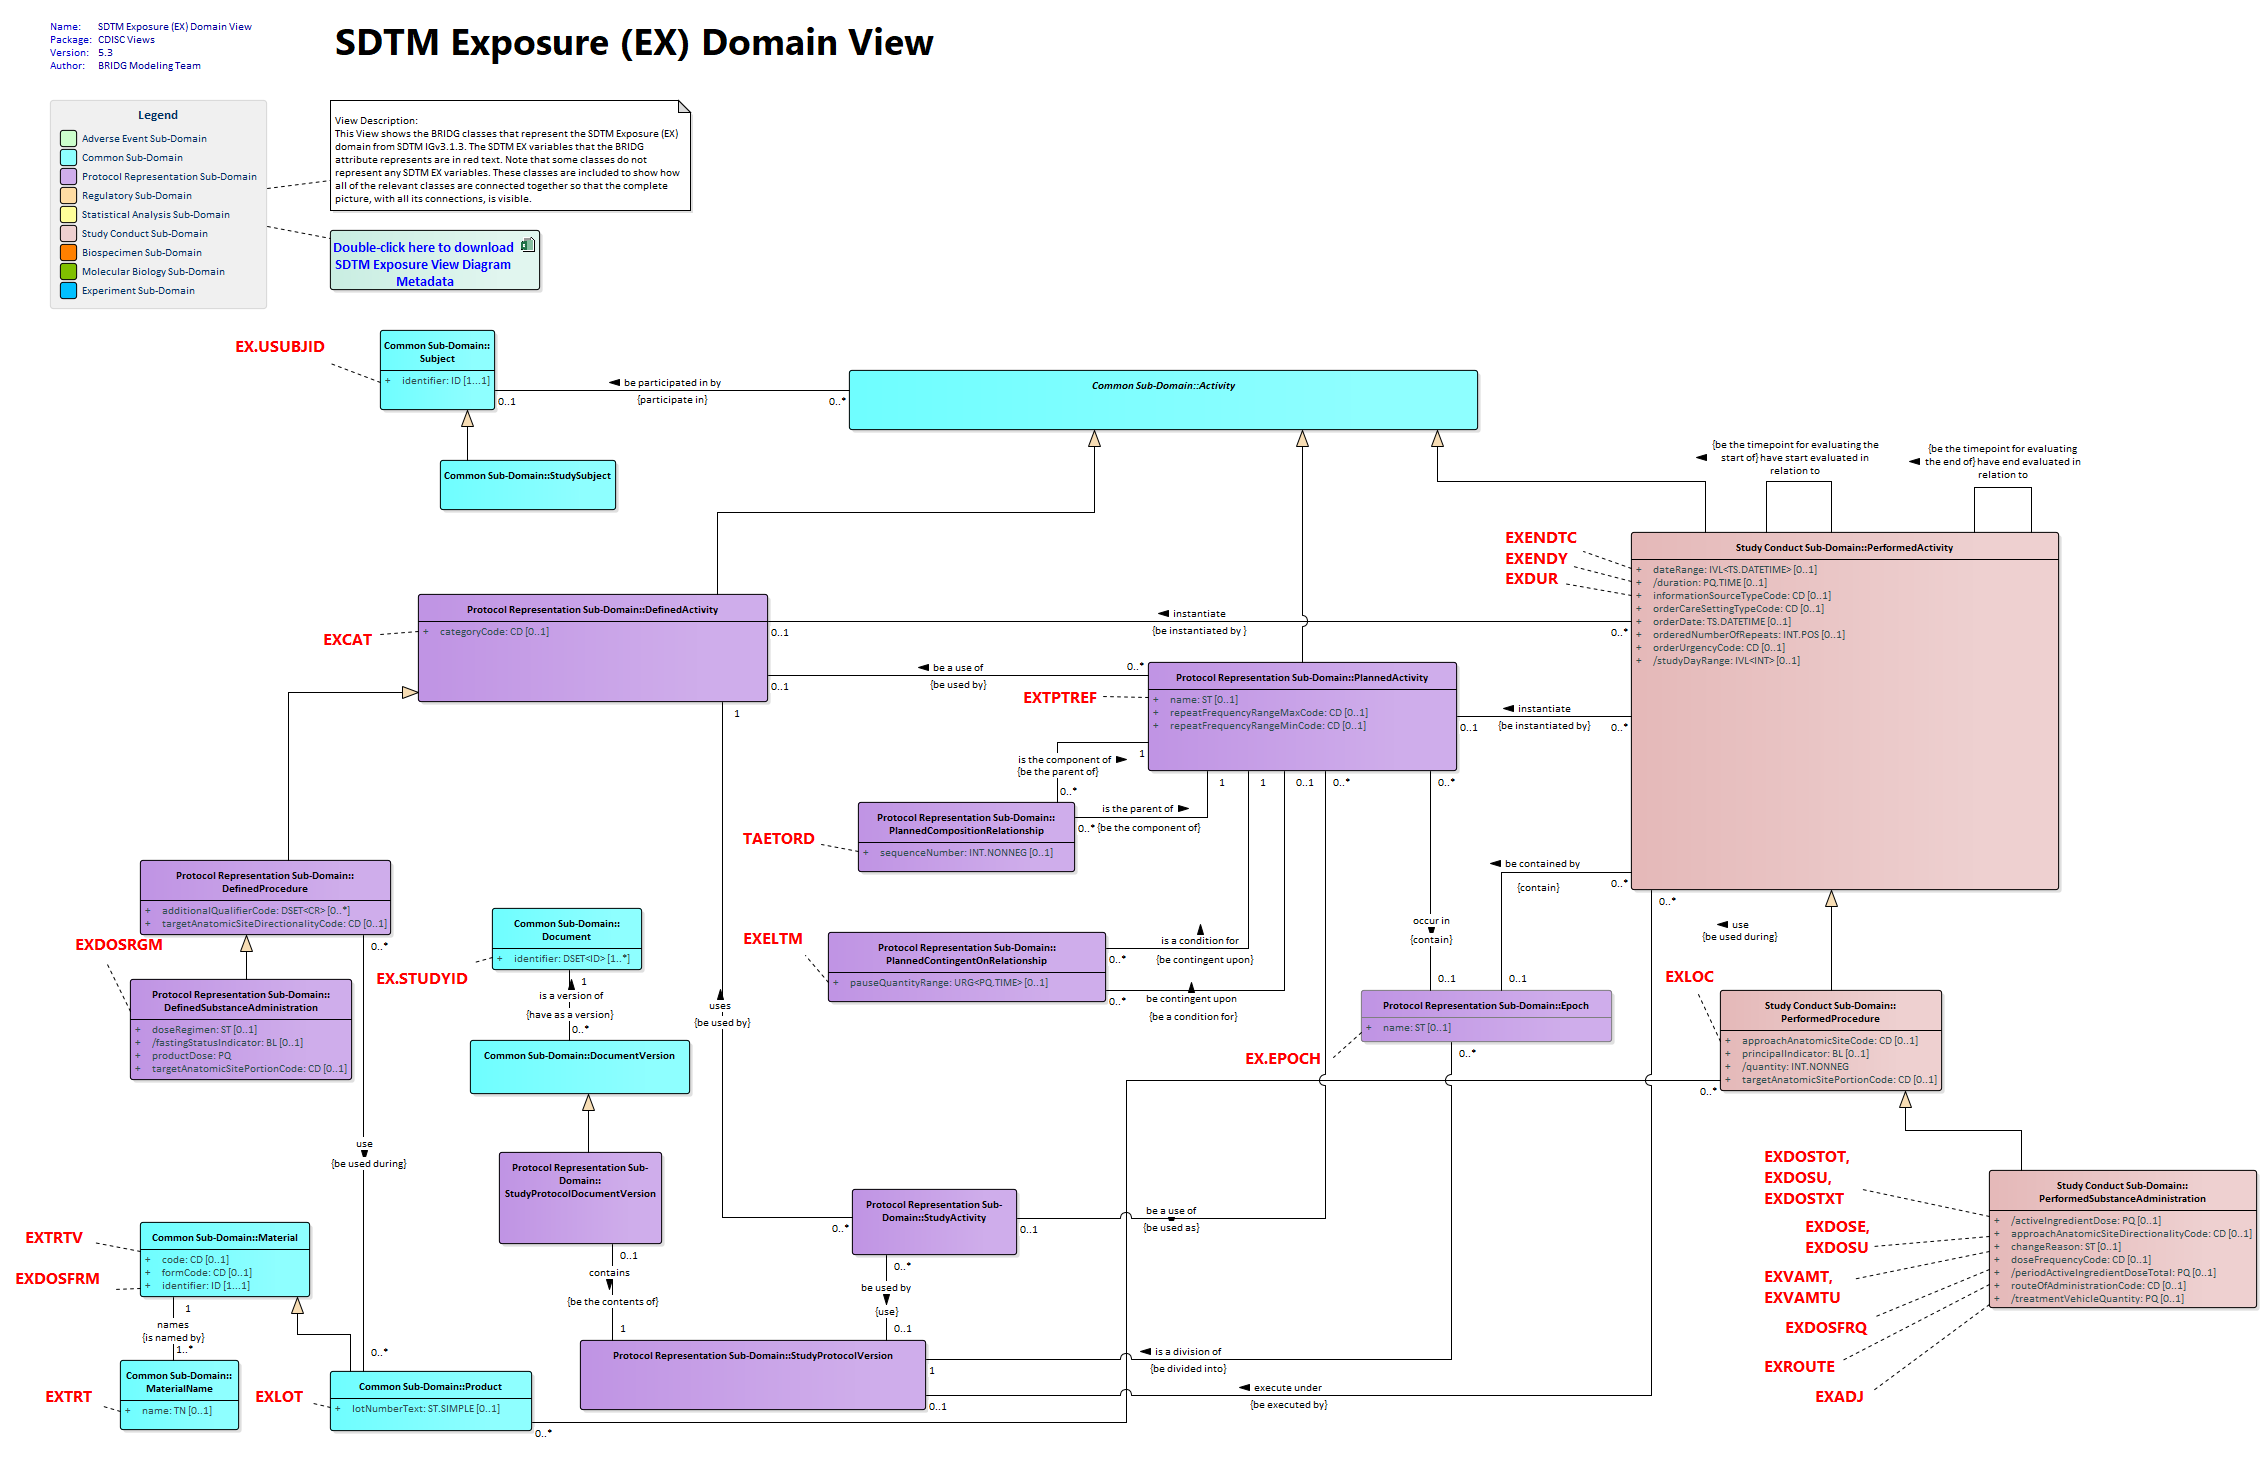 Name: SDTM Exposure (EX) Domain View
Package: CDISC Views
Version: 5.3
Author: BRIDG Modeling Team
SDTM Exposure (EX) Domain View
Legend
Adverse Event Sub-Domain
Common Sub-Domain
Protocol Representation Sub-Domain
Regulatory Sub-Domain
Statistical Analysis Sub-Domain
Study Conduct Sub-Domain
Biospecimen Sub-Domain
Molecular Biology Sub-Domain
Experiment Sub-Domain
View Description:
This View shows the BRIDG classes that represent the SDTM Exposure (EX)
domain from SDTM IGv3.1.3. The SDTM EX variables that the BRIDG
attribute represents are in red text. Note that some classes do not
represent any SDTM EX variables. These classes are included to show how
all of the relevant classes are connected together so that the complete
picture, with all its connections, is visible.
Double-click here to download
SDTM Exposure View Diagram
Metadata
EX.USUBJID
Common Sub-Domain::
Subject
+ identifier: ID [1...1]
0..1
be participated in by
{participate in}
0..*
Common Sub-Domain::Activity
Common Sub-Domain::StudySubject
{be the timepoint for evaluating the
start of} have start evaluated in
relation to
{be the timepoint for evaluating
the end of} have end evaluated in
relation to
EXENDTC
EXENDY
EXDUR
Study Conduct Sub-Domain::PerformedActivity
+ dateRange: IVL<TS.DATETIME> [0..1]
+ /duration: PQ.TIME [0..1]
+ informationSourceTypeCode: CD [0..1]
+ orderCareSettingTypeCode: CD [0..1]
+ orderDate: TS.DATETIME [0..1]
+ orderedNumberOfRepeats: INT.POS [0..1]
+ orderUrgencyCode: CD [0..1]
+ /studyDayRange: IVL<INT> [0..1]
EXCAT
Protocol Representation Sub-Domain::DefinedActivity
+ categoryCode: CD [0..1]
0..1
instantiate
{be instantiated by }
0..*
0..1
be a use of
{be used by}
0..*
1
EXTPTREF
Protocol Representation Sub-Domain::PlannedActivity
+ name: ST [0..1]
+ repeatFrequencyRangeMaxCode: CD [0..1]
+ repeatFrequencyRangeMinCode: CD [0..1]
0..1
instantiate
{be instantiated by}
0..*
is the component of
{be the parent of}
1
0..*
1
1
0..1
0..*
0..*
is the parent of
0..* {be the component of}
TAETORD
Protocol Representation Sub-Domain::
PlannedCompositionRelationship
+ sequenceNumber: INT.NONNEG [0..1]
be contained by
{contain}
0..*
0..*
use
{be used during}
Protocol Representation Sub-Domain::
DefinedProcedure
+ additionalQualifierCode: DSET<CR> [0..*]
+ targetAnatomicSiteDirectionalityCode: CD [0..1]
0..*
EXDOSRGM
Protocol Representation Sub-Domain::
DefinedSubstanceAdministration
+ doseRegimen: ST [0..1]
+ /fastingStatusIndicator: BL [0..1]
+ productDose: PQ
+ targetAnatomicSitePortionCode: CD [0..1]
Common Sub-Domain::
Document
+ identifier: DSET<ID> [1..*]
EX.STUDYID
1
is a version of
{have as a version}
0..*
Common Sub-Domain::DocumentVersion
uses
{be used by}
EXELTM
Protocol Representation Sub-Domain::
PlannedContingentOnRelationship
+ pauseQuantityRange: URG<PQ.TIME> [0..1]
is a condition for
0..*
{be contingent upon}
0..*
be contingent upon
{be a condition for}
occur in
{contain}
0..1
0..1
Protocol Representation Sub-Domain::Epoch
+ name: ST [0..1]
EX.EPOCH
0..*
EXLOC
Study Conduct Sub-Domain::
PerformedProcedure
+ approachAnatomicSiteCode: CD [0..1]
+ principalIndicator: BL [0..1]
+ /quantity: INT.NONNEG
+ targetAnatomicSitePortionCode: CD [0..1]
0..*
use
{be used during}
Protocol Representation Sub-
Domain::
StudyProtocolDocumentVersion
0..1
contains
{be the contents of}
1
Protocol Representation Sub-
Domain::StudyActivity
0..*
0..1
be a use of
{be used as}
0..*
be used by
{use}
0..1
EXDOSTOT,
EXDOSU,
EXDOSTXT
EXDOSE,
EXDOSU
EXVAMT,
EXVAMTU
EXDOSFRQ
EXROUTE
EXADJ
Study Conduct Sub-Domain::
PerformedSubstanceAdministration
+ /activeIngredientDose: PQ [0..1]
+ approachAnatomicSiteDirectionalityCode: CD [0..1]
+ changeReason: ST [0..1]
+ doseFrequencyCode: CD [0..1]
+ /periodActiveIngredientDoseTotal: PQ [0..1]
+ routeOfAdministrationCode: CD [0..1]
+ /treatmentVehicleQuantity: PQ [0..1]
EXTRTV
EXDOSFRM
Common Sub-Domain::Material
+ code: CD [0..1]
+ formCode: CD [0..1]
+ identifier: ID [1...1]
1
names
{is named by}
1..*
EXTRT
Common Sub-Domain::
MaterialName
+ name: TN [0..1]
EXLOT
0..*
Common Sub-Domain::Product
+ lotNumberText: ST.SIMPLE [0..1]
0..*
Protocol Representation Sub-Domain::StudyProtocolVersion
1
is a division of
{be divided into}
0..1
execute under
{be executed by}